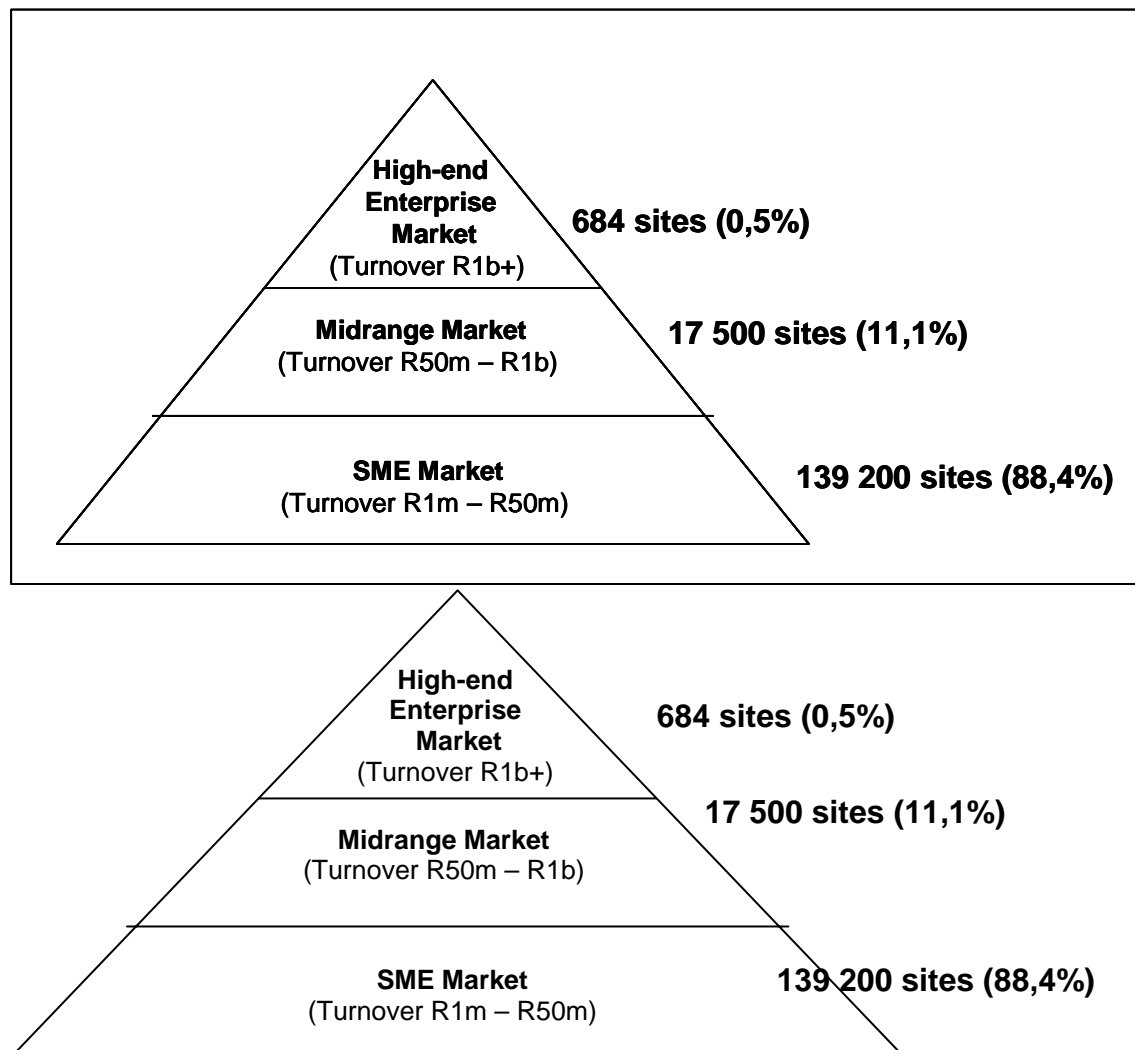 High-end
Enterprise
Market
(Turnover R1b+)
684 sites (0,5%)
Midrange Market
(Turnover R50m – R1b)
17 500 sites (11,1%)
SME Market
(Turnover R1m – R50m)
139 200 sites (88,4%)
High-end
Enterprise
Market
(Turnover R1b+)
684 sites (0,5%)
17 500 sites (11,1%)
Midrange Market
(Turnover R50m – R1b)
SME Market
(Turnover R1m – R50m)
139 200 sites (88,4%)